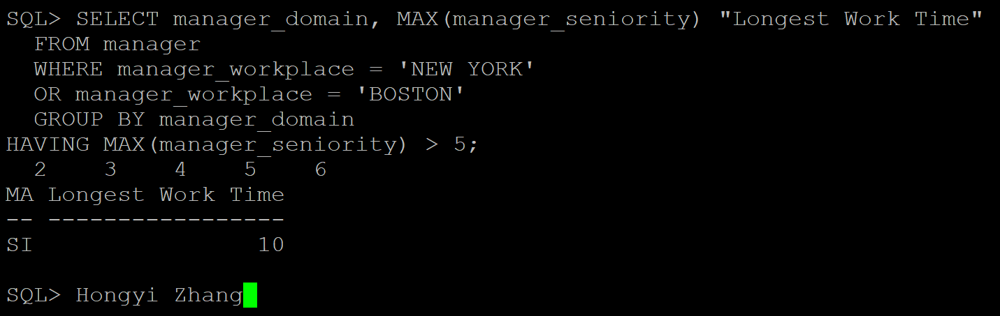 SQL> SELECT manager_domain, MAX(manager_seniority) "Longest Work Time"
  FROM manager
  WHERE manager_workplace = 'NEW YORK'
  OR manager_workplace = 'BOSTON'
  GROUP BY manager_domain
HAVING MAX(manager_seniority) > 5;
  2    3    4    5    6
MA Longest Work Time
-- -----------------
SI                10
SQL> Hongyi Zhang